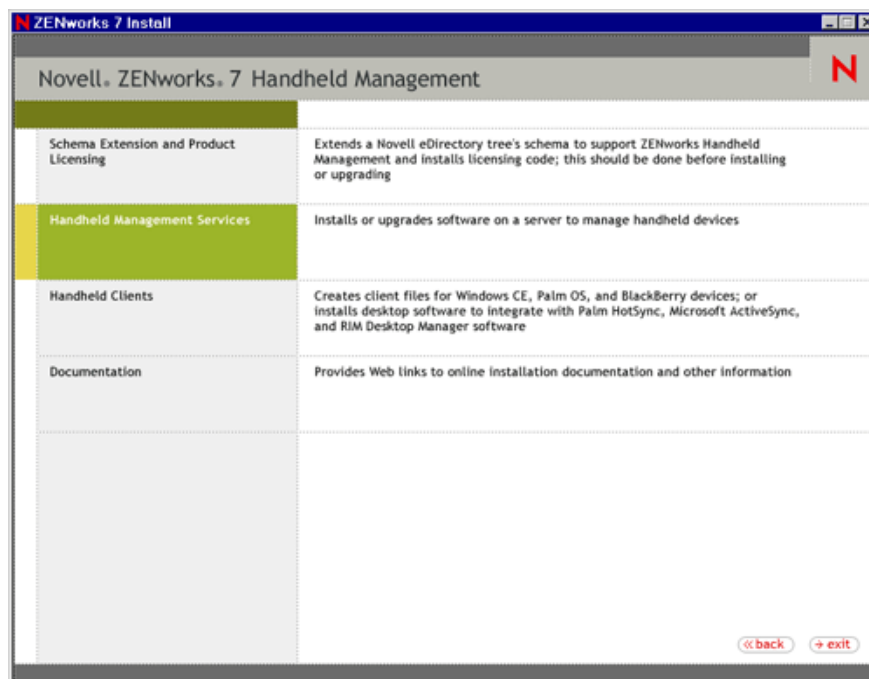 N ZENworks 7 Install
Novell® ZENworks® 7 Handheld Management
N
Schema Extension and Product
Licensing
Extends a Novell eDirectory tree's schema to support ZENworks Handheld
Management and installs licensing code; this should be done before installing
or upgrading
Handheld Management Services
Installs or upgrades software on a server to manage handheld devices
Handheld Clients
Creates client files for Windows CE, Palm OS, and BlackBerry devices; or
installs desktop software to integrate with Palm HotSync, Microsoft ActiveSync,
and RIM Desktop Manager software
Documentation
Provides Web links to online installation documentation and other information
«back
→ exit